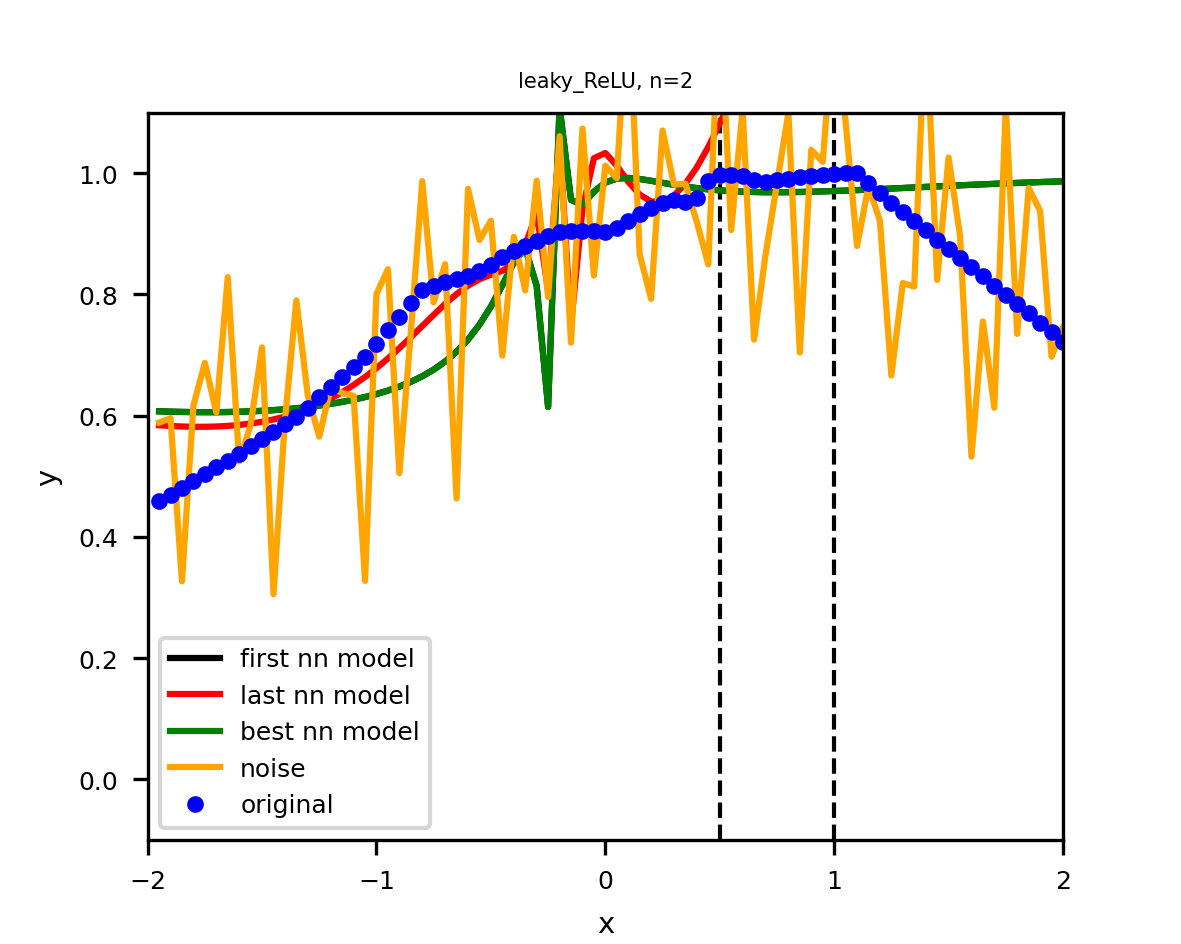 leaky_ReLU, n=2
1.0
0.8
0.6
0.4
0.2
0.0
y
first nn model
last nn model
best nn model
noise
original
−2
−1
0
1
2
x